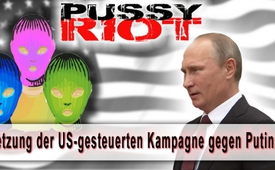 PUSSY
RIOT
etzung der US-gesteuerten Kampagne gegen Putin